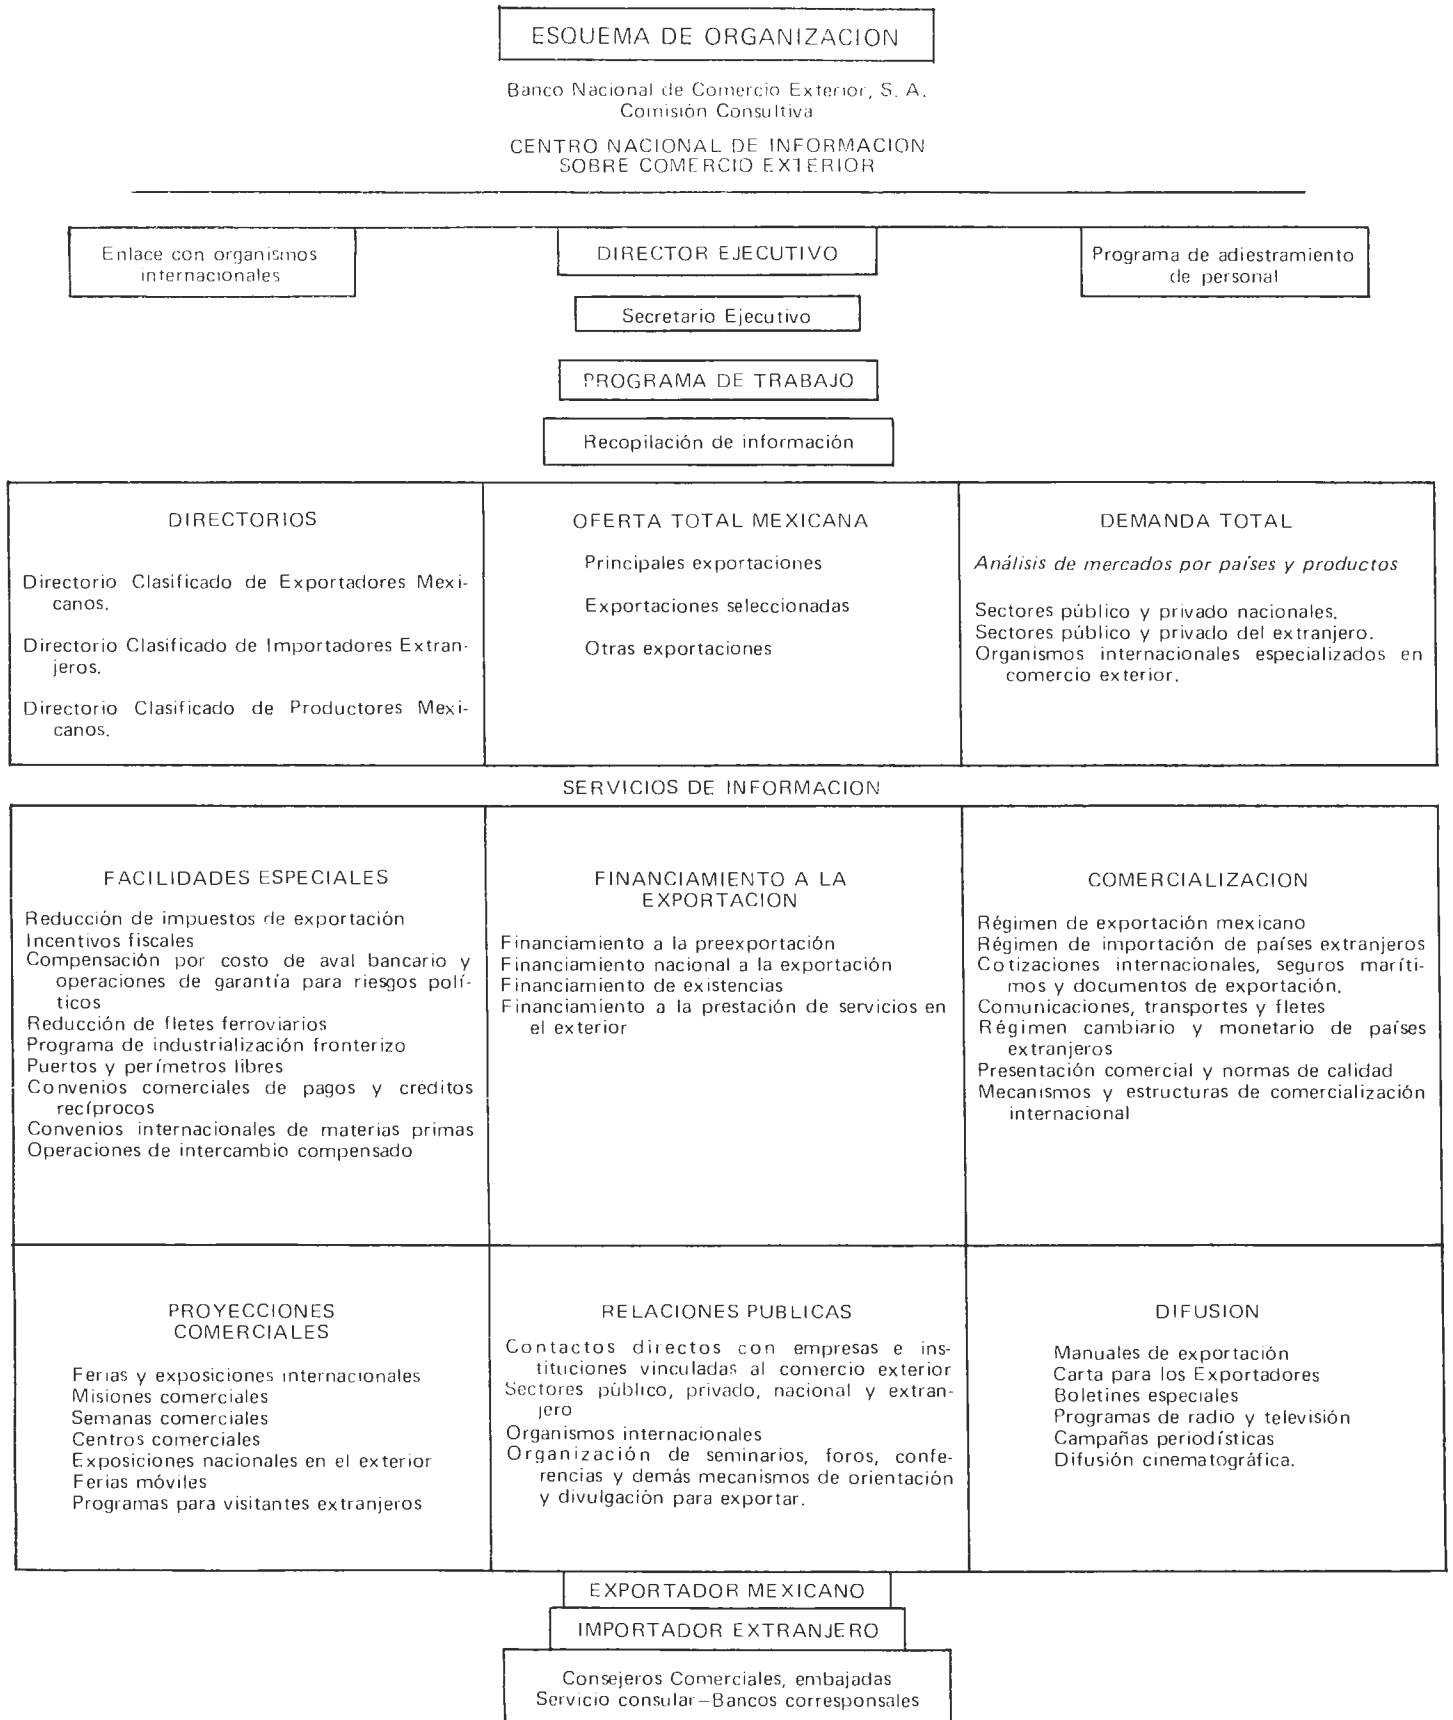 ESQUEMA DE ORGANIZACION
Banco Nacional de Comercio Exterior, S. A.
Comisión Consultiva
CENTRO NACIONAL DE INFORMACION
SOBRE COMERCIO EXTERIOR
Enlace con organismos
internacionales
DIRECTOR EJECUTIVO
Programa de adiestramiento
de personal
Secretario Ejecutivo
PROGRAMA DE TRABAJO
Recopilación de información
DIRECTORIOS
Directorio Clasificado de Exportadores Mexi-
canos.
Directorio Clasificado de Importadores Extran-
jeros.
Directorio Clasificado de Productores Mexi-
canos.
OFERTA TOTAL MEXICANA
Principales exportaciones
Exportaciones seleccionadas
Otras exportaciones
DEMANDA TOTAL
Análisis de mercados por países y productos
Sectores público y privado nacionales.
Sectores público y privado del extranjero.
Organismos internacionales especializados en
comercio exterior.
SERVICIOS DE INFORMACION
FACILIDADES ESPECIALES
Reducción de impuestos de exportación
Incentivos fiscales
Compensación por costo de aval bancario y
operaciones de garantía para riesgos polí-
ticos
Reducción de fletes ferroviarios
Programa de industrialización fronterizo
Puertos y perímetros libres
Convenios comerciales de pagos y créditos
recíprocos
Convenios internacionales de materias primas
Operaciones de intercambio compensado
FINANCIAMIENTO A LA
EXPORTACION
Financiamiento a la preexportación
Financiamiento nacional a la exportación
Financiamiento de existencias
Financiamiento a la prestación de servicios en
el exterior
COMERCIALIZACION
Régimen de exportación mexicano
Régimen de importación de países extranjeros
Cotizaciones internacionales, seguros maríti-
mos y documentos de exportación.
Comunicaciones, transportes y fletes
Régimen cambiario y monetario de países
extranjeros
Presentación comercial y normas de calidad
Mecanismos y estructuras de comercialización
internacional
PROYECCIONES
COMERCIALES
Ferias y exposiciones internacionales
Misiones comerciales
Semanas comerciales
Centros comerciales
Exposiciones nacionales en el exterior
Ferias móviles
Programas para visitantes extranjeros
RELACIONES PUBLICAS
Contactos directos con empresas e ins-
tituciones vinculadas al comercio exterior
Sectores público, privado, nacional y extran-
jero
Organismos internacionales
Organización de seminarios, foros, confe-
rencias y demás mecanismos de orientación
y divulgación para exportar.
DIFUSION
Manuales de exportación
Carta para los Exportadores
Boletines especiales
Programas de radio y televisión
Campañas periodísticas
Difusión cinematográfica.
EXPORTADOR MEXICANO
IMPORTADOR EXTRANJERO
Consejeros Comerciales, embajadas
Servicio consular—Bancos corresponsales